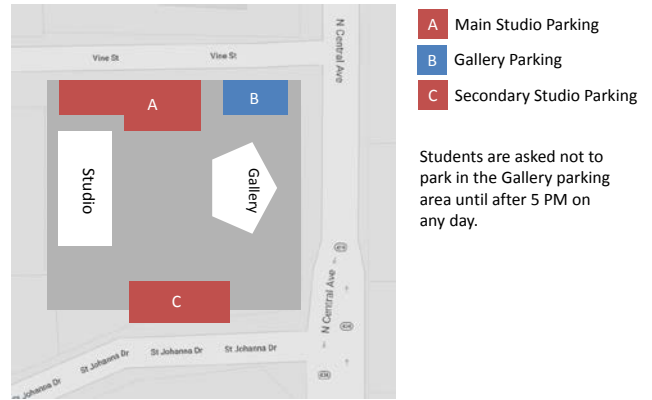 A Main Studio Parking
B Gallery Parking
C Secondary Studio Parking
Students are asked not to
park in the Gallery parking
area until after 5 PM on
any day.
N Central Ave
Vine St
Vine St
A
B
Studio
Gallery
C
N Central Ave
St Johanna Dr
St Johanna Dr
St Johanna Dr
St Johanna Dr